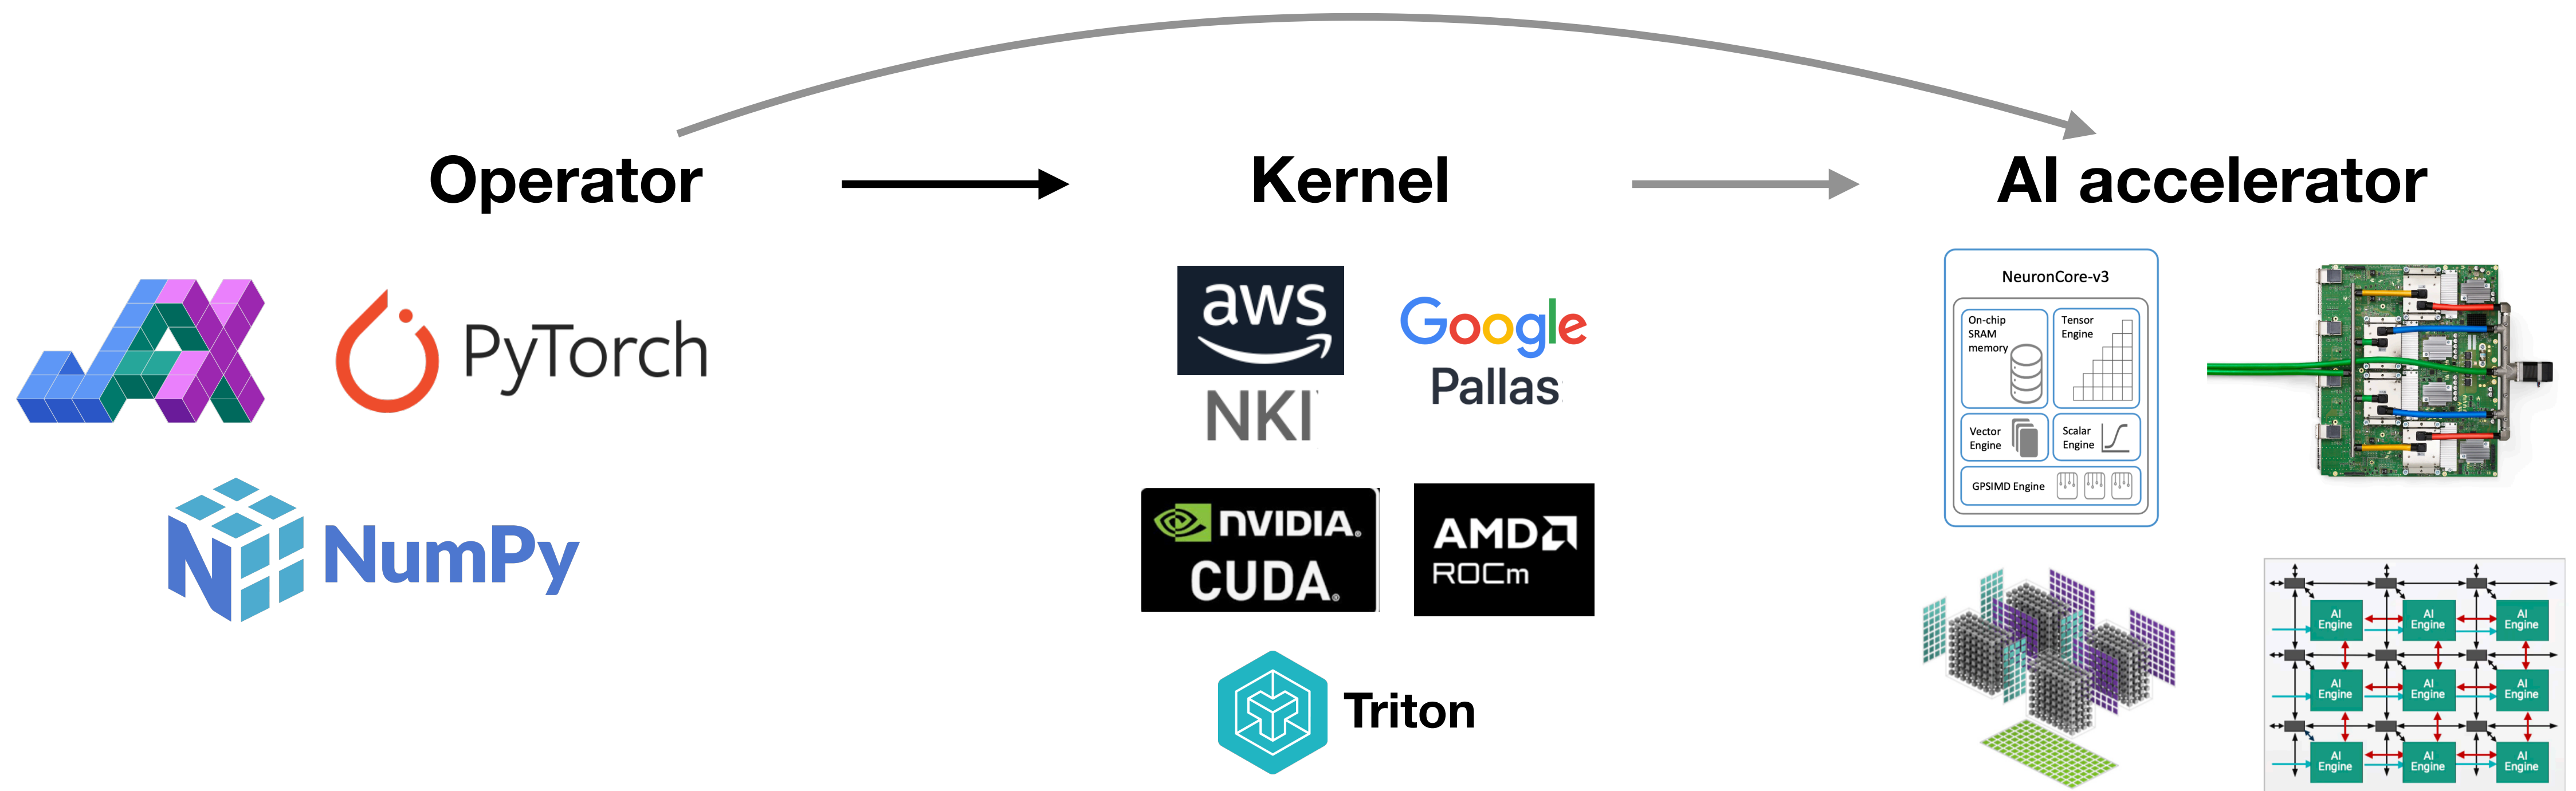 Operator
Kernel
AI accelerator
JAX
PyTorch
NumPy
aws
NKI
Google
Pallas
NVIDIA®
CUDA®
AMD
ROCm
Triton
NeuronCore-v3
On-chip
SRAM
memory
Tensor
Engine
Vector
Engine
Scalar
Engine
GPSIMD Engine
AI
Engine
AI
Engine
AI
Engine
AI
Engine
AI
Engine
AI
Engine
AI
Engine
AI
Engine
AI
Engine